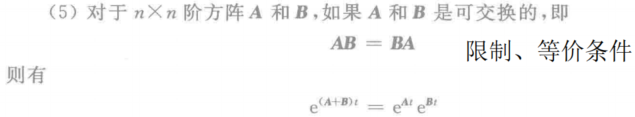 (5) 对于 n×n 阶方阵 A 和 B,如果 A 和 B 是可交换的,即
AB = BA 限制、等价条件
则有
e^{(A+B)t} = e^{At} e^{Bt}